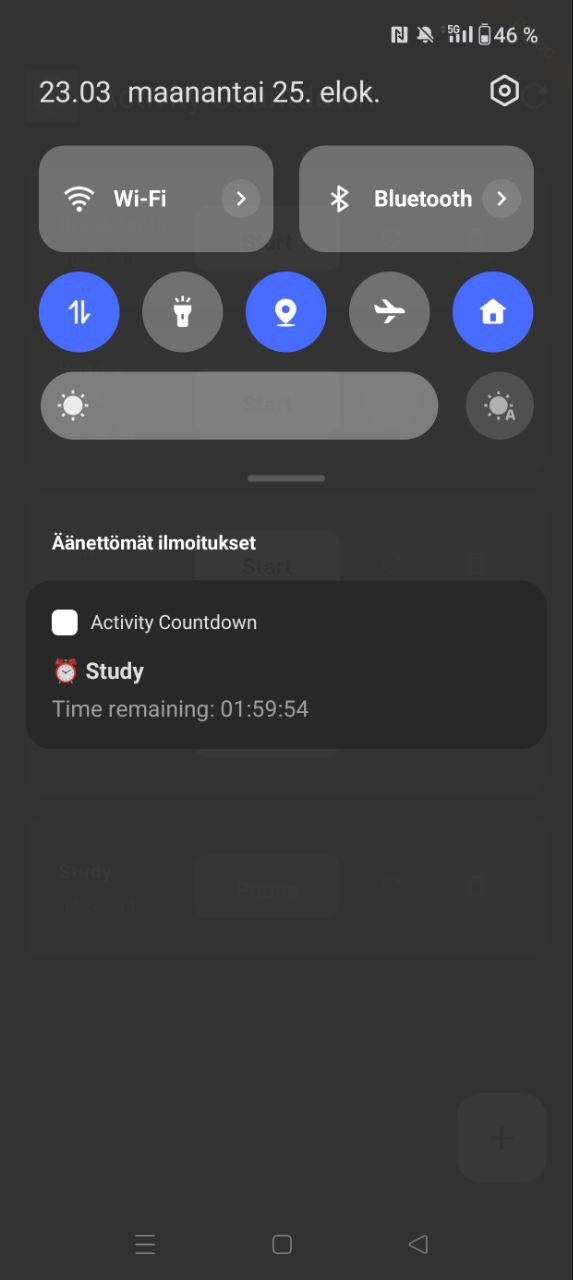 5G 46 %
23.03 maanantai 25. elok.
Wi-Fi
Bluetooth
Start
A
Start
Äänettömät ilmoitukset
Start
Activity Countdown
⏰ Study
Time remaining: 01:59:54
Study
Pause